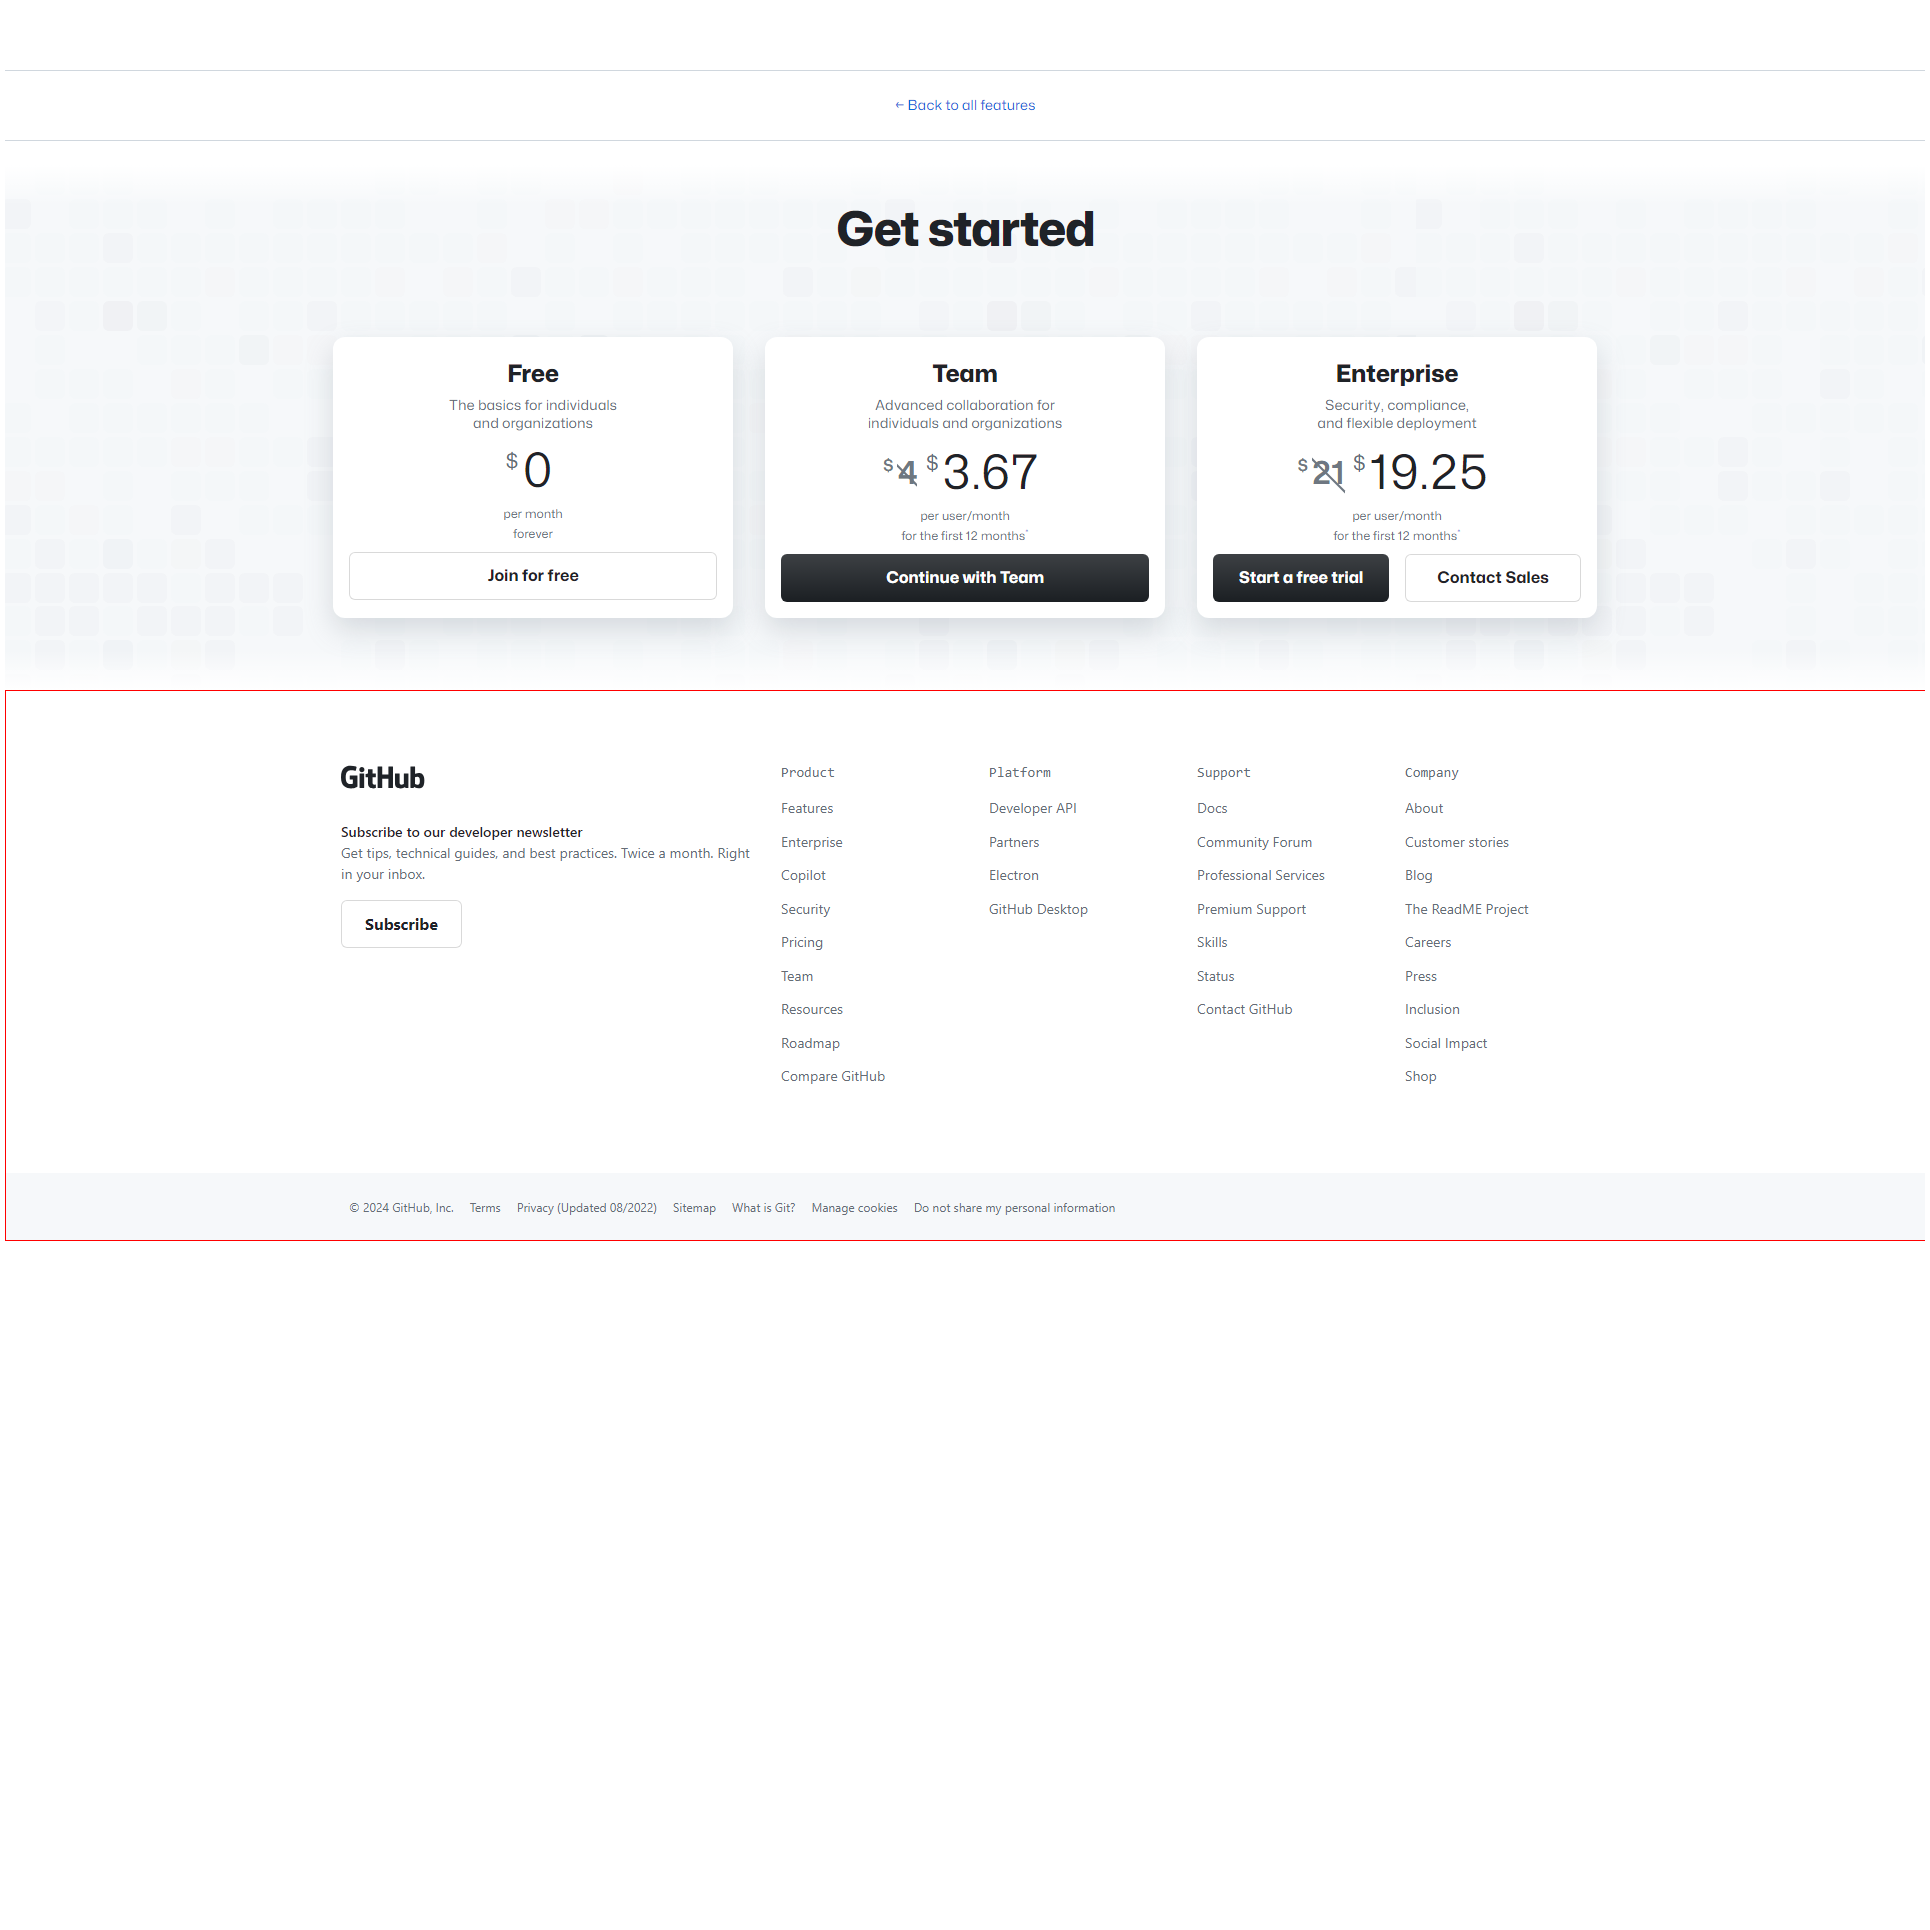 ← Back to all features
Get started
Free
The basics for individuals
and organizations
$0
per month
forever
Join for free
Team
Advanced collaboration for
individuals and organizations
$4 $3.67
per user/month
for the first 12 months*
Continue with Team
Enterprise
Security, compliance,
and flexible deployment
$21 $19.25
per user/month
for the first 12 months*
Start a free trial
Contact Sales
GitHub
Subscribe to our developer newsletter
Get tips, technical guides, and best practices. Twice a month. Right
in your inbox.
Subscribe
Product
Features
Enterprise
Copilot
Security
Pricing
Team
Resources
Roadmap
Compare GitHub
Platform
Developer API
Partners
Electron
GitHub Desktop
Support
Docs
Community Forum
Professional Services
Premium Support
Skills
Status
Contact GitHub
Company
About
Customer stories
Blog
The ReadME Project
Careers
Press
Inclusion
Social Impact
Shop
© 2024 GitHub, Inc. Terms Privacy (Updated 08/2022) Sitemap What is Git? Manage cookies Do not share my personal information